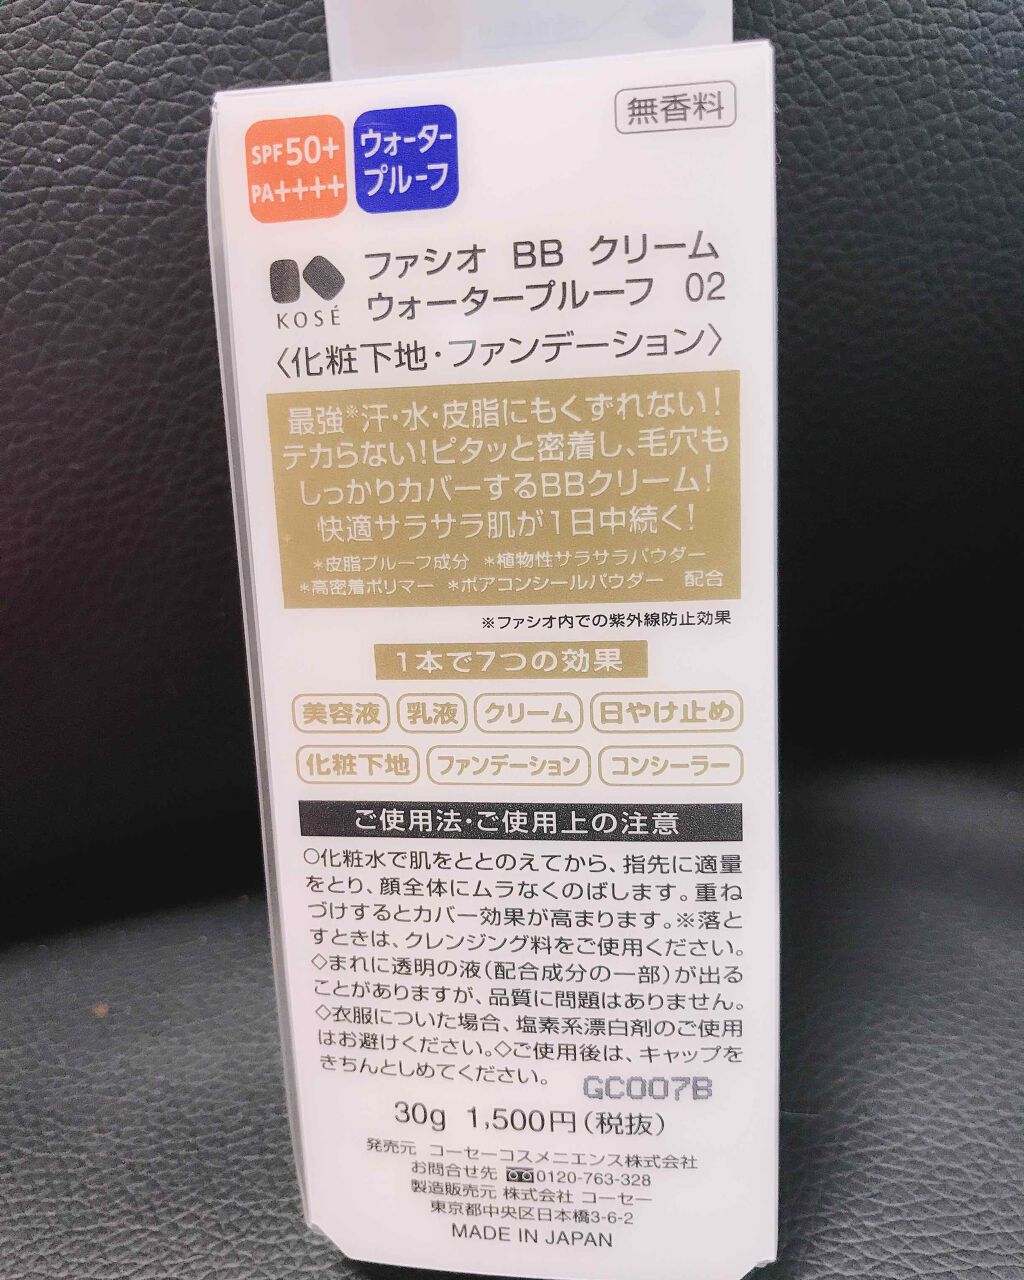 SPF50+
PA++++
ウォーター
プルーフ
無香料
KOSÉ
ファシオ BB クリーム
ウォータープルーフ 02
〈化粧下地・ファンデーション〉
最強※汗・水・皮脂にもくずれない!
テカらない!ピタッと密着し、毛穴も
しっかりカバーするBBクリーム!
快適サラサラ肌が1日中続く!
*皮脂プルーフ成分 *植物性サラサラパウダー
*高密着ポリマー *ポアコンシールパウダー 配合
※ファシオ内での紫外線防止効果
1本で7つの効果
美容液 乳液 クリーム 日やけ止め
化粧下地 ファンデーション コンシーラー
ご使用法・ご使用上の注意
○化粧水で肌をととのえてから、指先に適量
をとり、顔全体にムラなくのばします。重ね
づけするとカバー効果が高まります。※落と
すときは、クレンジング料をご使用ください。
◇まれに透明の液(配合成分の一部)が出る
ことがありますが、品質に問題はありません。
◇衣服についた場合、塩素系漂白剤のご使用
はお避けください。◇ご使用後は、キャップを
きちんとしめてください。
GC007B
30g 1,500円(税抜)
発売元 コーセーコスメニエンス株式会社
お問合せ先 0120-763-328
製造販売元 株式会社 コーセー
東京都中央区日本橋3-6-2
MADE IN JAPAN